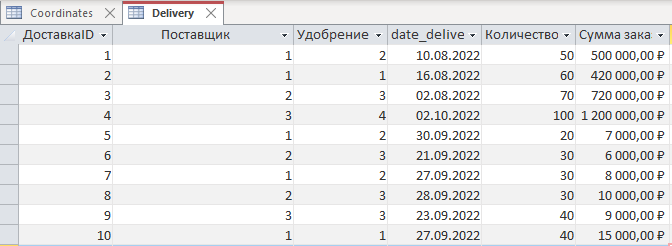 Coordinates Delivery
ДоставкаID Поставщик Удобрение date_delive Количество Сумма зака
1 1 2 10.08.2022 50 500 000,00 ₽
2 1 1 16.08.2022 60 420 000,00 ₽
3 2 3 02.08.2022 70 720 000,00 ₽
4 3 4 02.10.2022 100 1 200 000,00 ₽
5 1 2 30.09.2022 20 7 000,00 ₽
6 2 3 21.09.2022 30 6 000,00 ₽
7 1 2 27.09.2022 30 8 000,00 ₽
8 2 3 28.09.2022 30 10 000,00 ₽
9 3 3 23.09.2022 40 9 000,00 ₽
10 1 1 27.09.2022 40 15 000,00 ₽